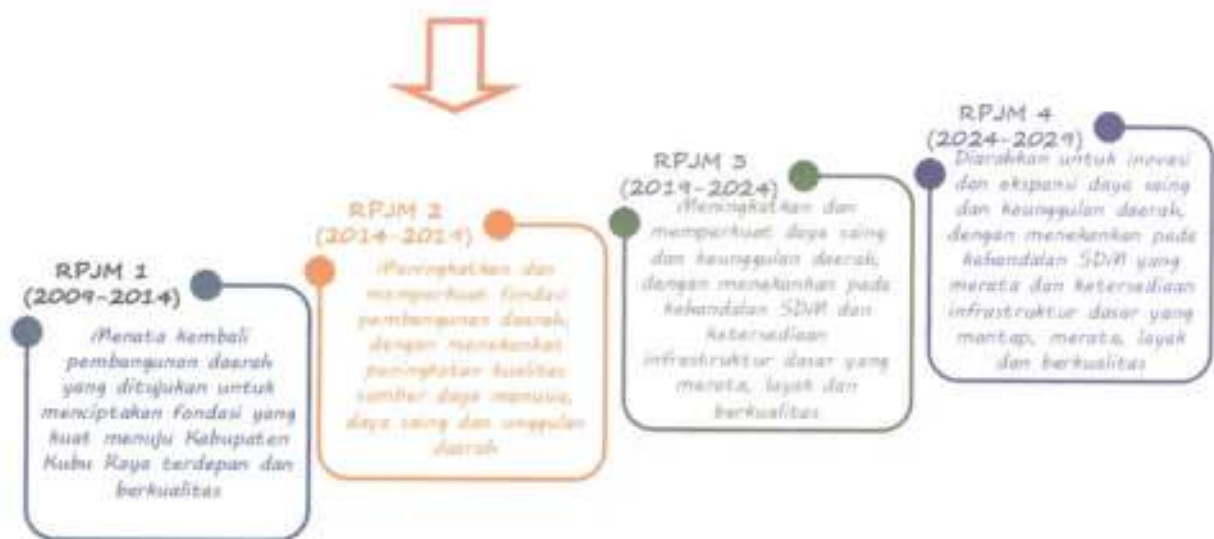 RPJM 1
(2009-2014)
Menata kembali
pembangunan daerah
yang ditujukan untuk
menciptakan fondasi yang
kuat menuju Kabupaten
Kubu Raya terdepan dan
berkualitas
RPJM 2
(2014-2019)
Meningkatkan dan
memperkuat fondasi
pembangunan daerah,
dengan menekankan
peningkatan kualitas
sumber daya manusia,
daya saing dan unggulan
daerah
RPJM 3
(2019-2024)
Meningkatkan dan
memperkuat daya saing
dan keunggulan daerah,
dengan menekankan pada
kehandalan SDM dan
ketersediaan
infrastruktur dasar yang
merata, layak dan
berkualitas
RPJM 4
(2024-2029)
Diarahkan untuk inovasi
dan ekspansi daya saing
dan keunggulan daerah,
dengan menekankan pada
kehandalan SDM yang
merata dan ketersediaan
infrastruktur dasar yang
mantap, merata, layak
dan berkualitas